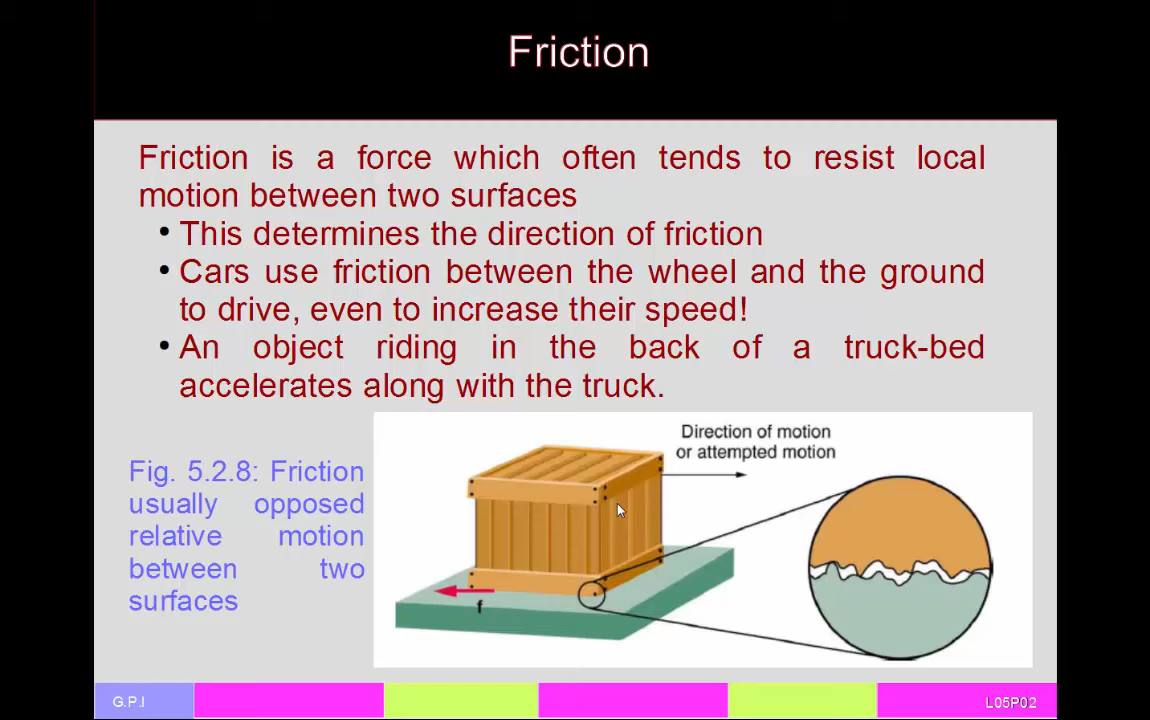 Friction
Friction is a force which often tends to resist local
motion between two surfaces
• This determines the direction of friction
• Cars use friction between the wheel and the ground
to drive, even to increase their speed!
• An object riding in the back of a truck-bed
accelerates along with the truck.
Fig. 5.2.8: Friction
usually opposed
relative motion
between two
surfaces
Direction of motion
or attempted motion
f
G.P.I
L05P02